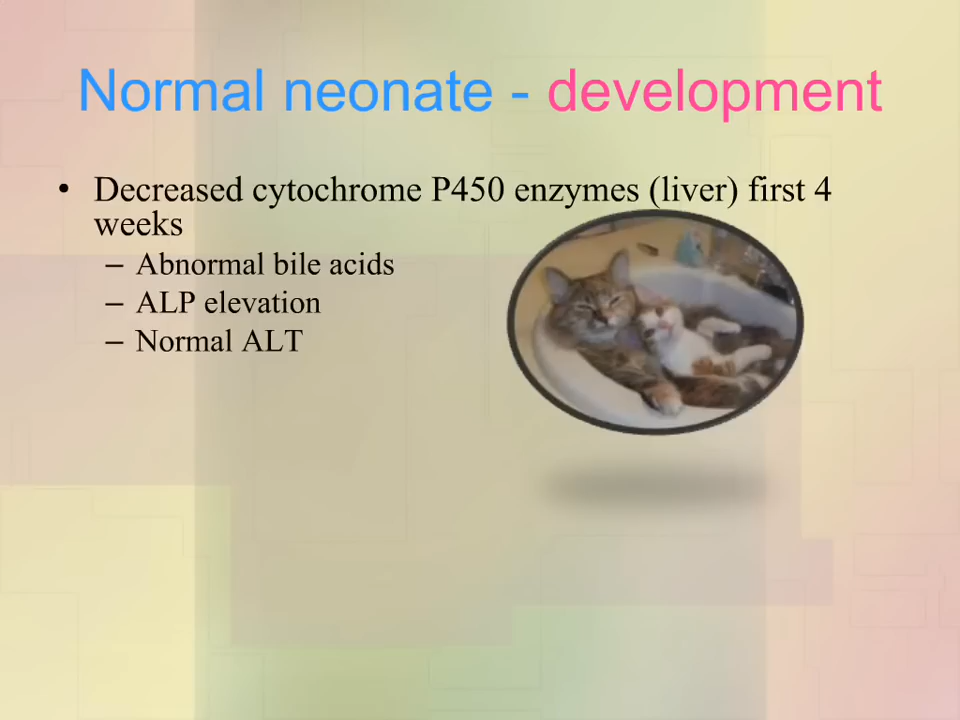 Normal neonate - development
• Decreased cytochrome P450 enzymes (liver) first 4
weeks
– Abnormal bile acids
– ALP elevation
– Normal ALT